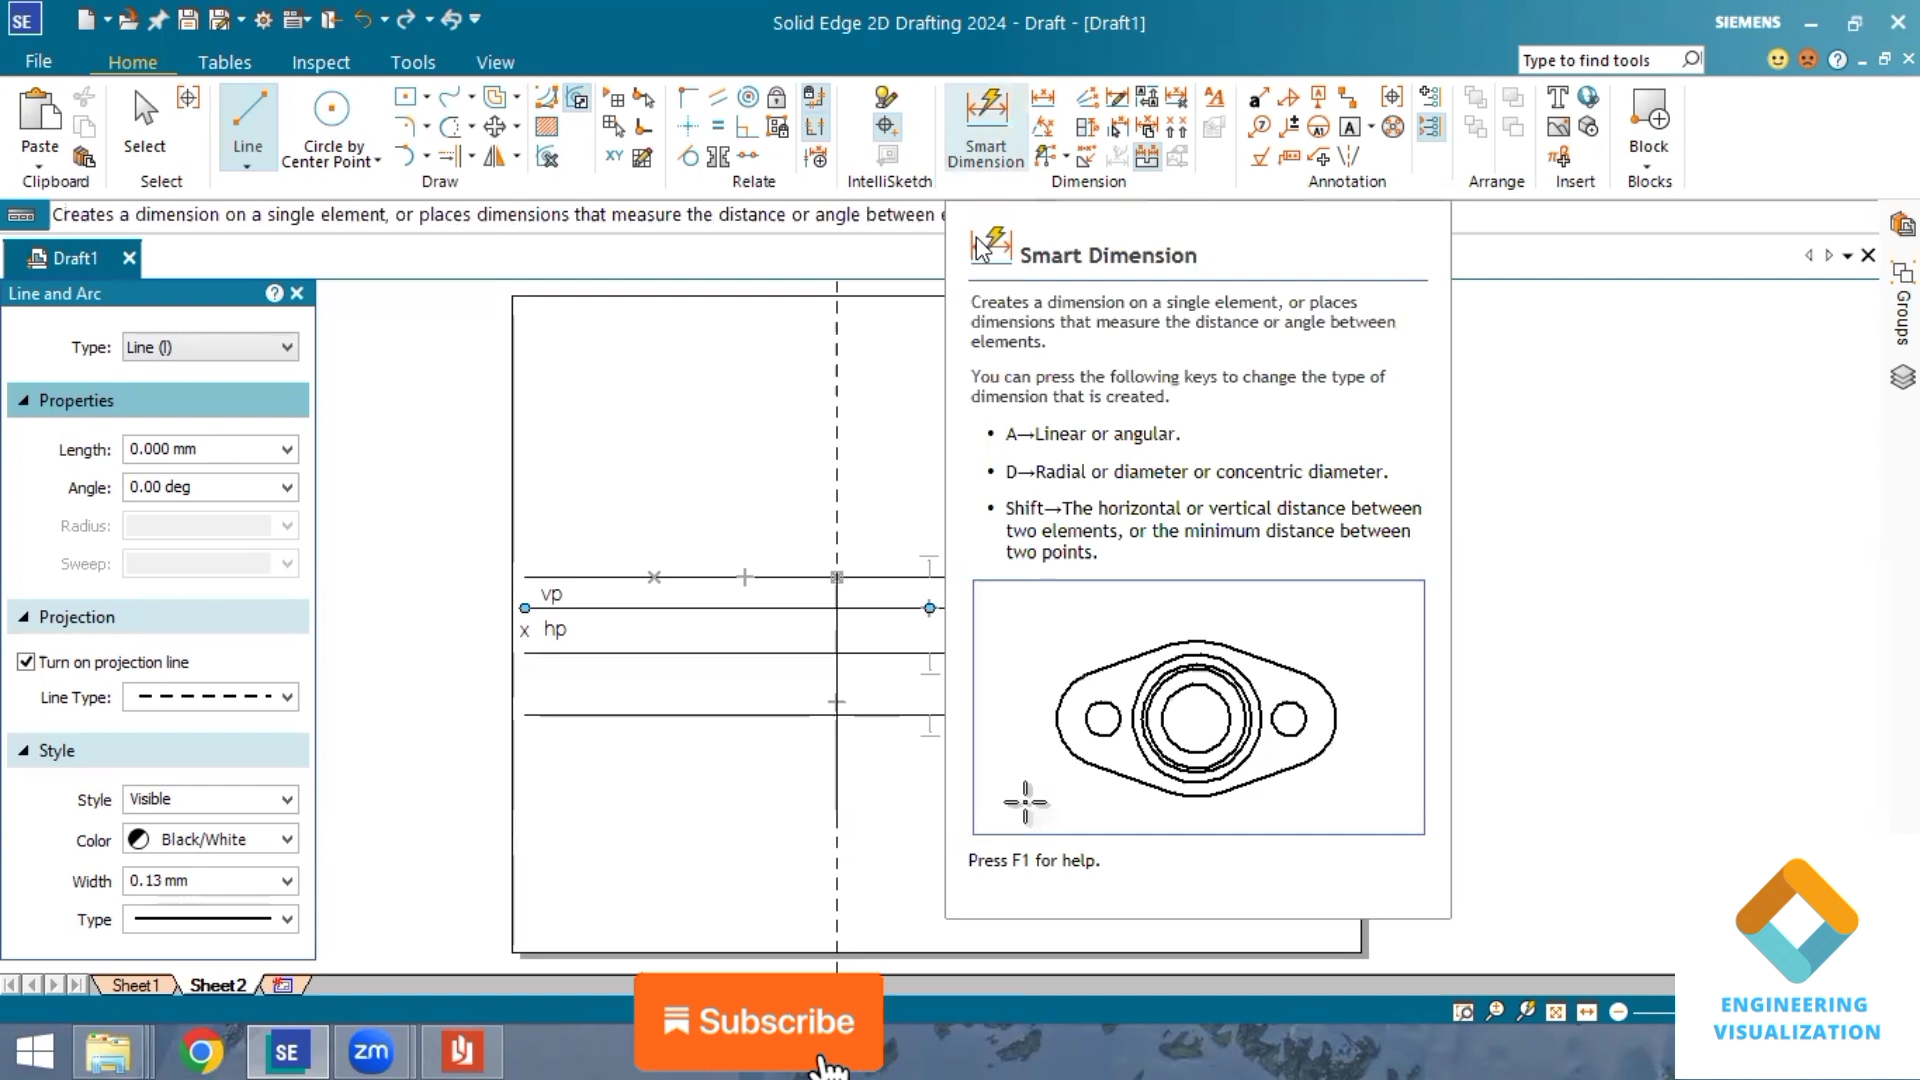 SE
Solid Edge 2D Drafting 2024 - Draft - [Draft1]
SIEMENS
File
Home
Tables
Inspect
Tools
View
Type to find tools
Paste
Select
Line
Circle by
Center Point
Smart
Dimension
Block
XY
Clipboard
Select
Draw
Relate
IntelliSketch
Dimension
Annotation
Arrange
Insert
Blocks
Creates a dimension on a single element, or places dimensions that measure the distance or angle between
Draft1
Groups
Line and Arc
Type: Line (l)
Properties
Length: 0.000 mm
Angle: 0.00 deg
Radius:
Sweep:
Projection
Turn on projection line
Line Type:
Style
Style Visible
Color Black/White
Width 0.13 mm
Type
vp
x hp
Smart Dimension
Creates a dimension on a single element, or places
dimensions that measure the distance or angle between
elements.
You can press the following keys to change the type of
dimension that is created.
• A→Linear or angular.
• D→Radial or diameter or concentric diameter.
• Shift→The horizontal or vertical distance between
two elements, or the minimum distance between
two points.
Press F1 for help.
Sheet1
Sheet2
Subscribe
SE
zm
ENGINEERING
VISUALIZATION